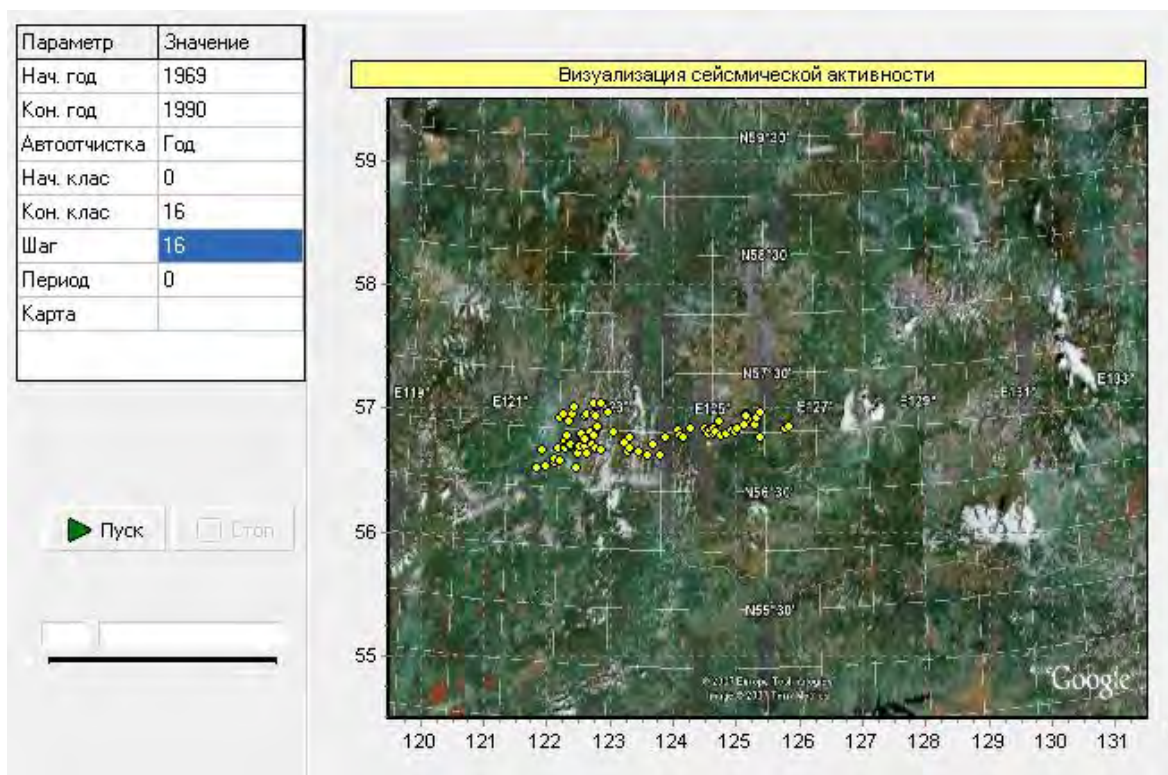 Параметр Значение
Нач. год 1969
Кон. год 1990
Автоотчистка Год
Нач. клас 0
Кон. клас 16
Шаг 16
Период 0
Карта
Пуск Стоп
Визуализация сейсмической активности
59
58
57
56
55
N59°30'
N58°30'
N57°30'
E119° E121° E125° E127° E129° E131° E133°
N56°30'
N55°30'
Google
120 121 122 123 124 125 126 127 128 129 130 131